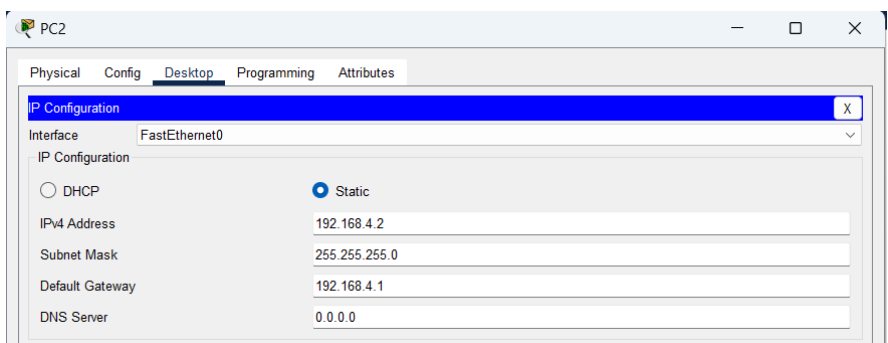 PC2
Physical Config Desktop Programming Attributes
IP Configuration X
Interface FastEthernet0
IP Configuration
DHCP Static
IPv4 Address 192.168.4.2
Subnet Mask 255.255.255.0
Default Gateway 192.168.4.1
DNS Server 0.0.0.0